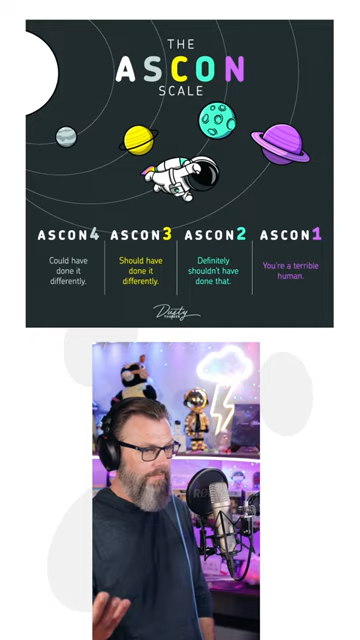 THE
ASCON
SCALE
ASCON4
Could have
done it
differently.
ASCON3
Should have
done it
differently.
ASCON2
Definitely
shouldn't have
done that.
ASCON1
You're a terrible
human.
Dusty